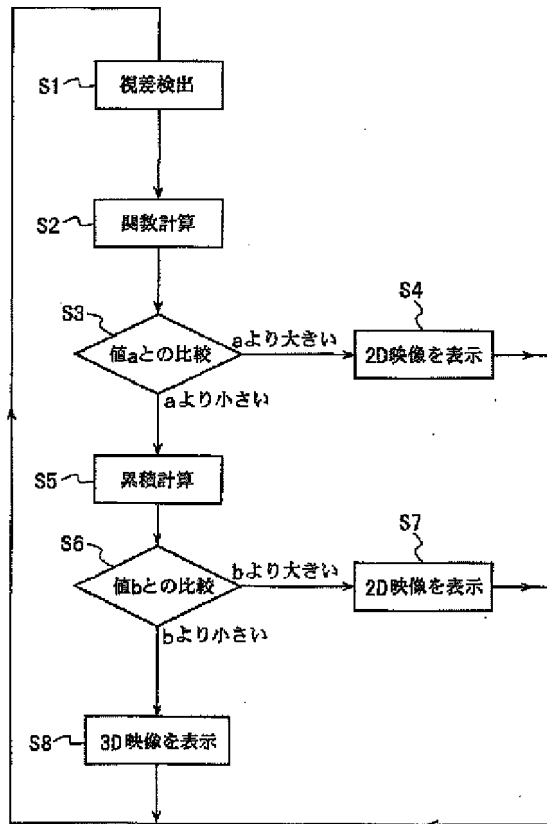 S1
視差検出
S2
関数計算
S3
値aとの比較
aより大きい
S4
2D映像を表示
aより小さい
S5
累積計算
S6
値bとの比較
bより大きい
S7
2D映像を表示
bより小さい
S8
3D映像を表示